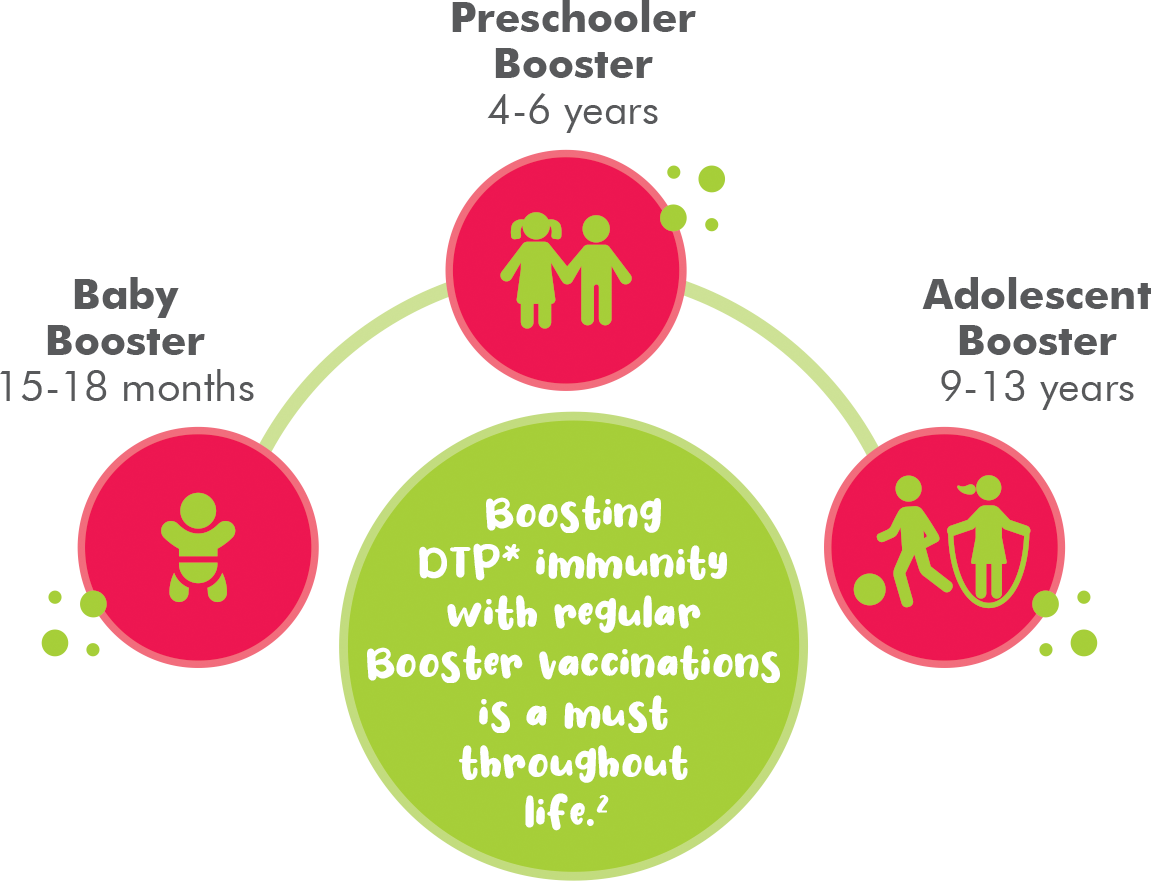 Preschooler
Booster
4-6 years
Baby
Booster
15-18 months
Adolescent
Booster
9-13 years
Boosting
DTP* immunity
with regular
Booster vaccinations
is a must
throughout
life.²